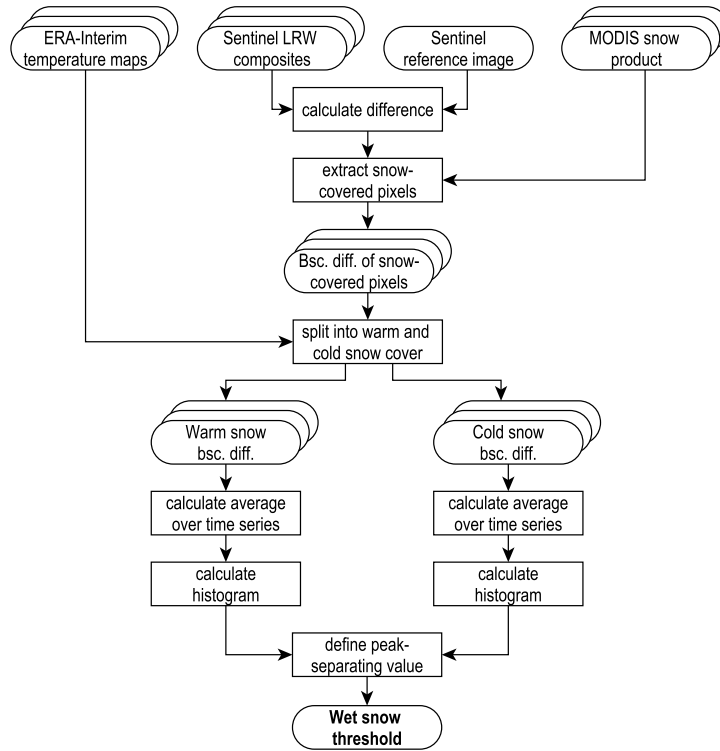 ERA-Interim
temperature maps
Sentinel LRW
composites
Sentinel
reference image
MODIS snow
product
calculate difference
extract snow-
covered pixels
Bsc. diff. of snow-
covered pixels
split into warm and
cold snow cover
Warm snow
bsc. diff.
Cold snow
bsc. diff.
calculate average
over time series
calculate average
over time series
calculate
histogram
calculate
histogram
define peak-
separating value
Wet snow
threshold